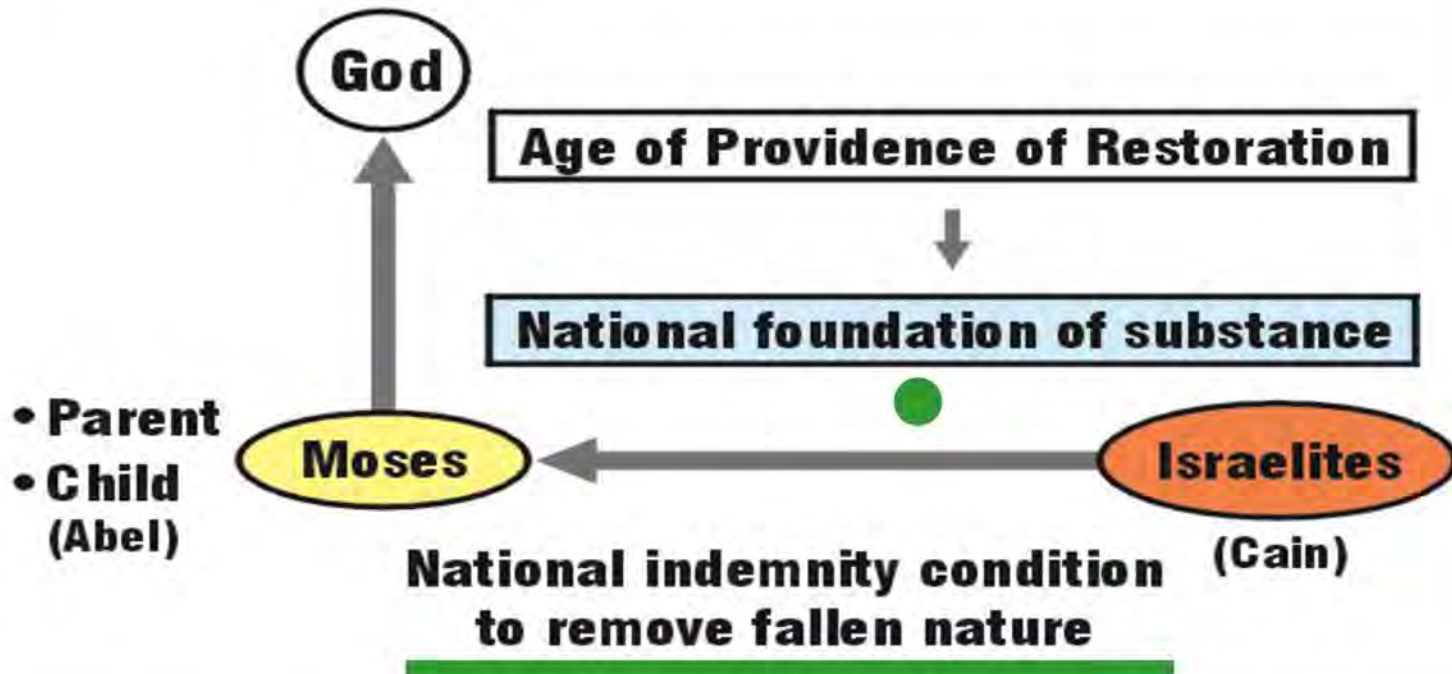 God
Age of Providence of Restoration
National foundation of substance
• Parent
• Child
(Abel)
Moses
Israelites
(Cain)
National indemnity condition
to remove fallen nature